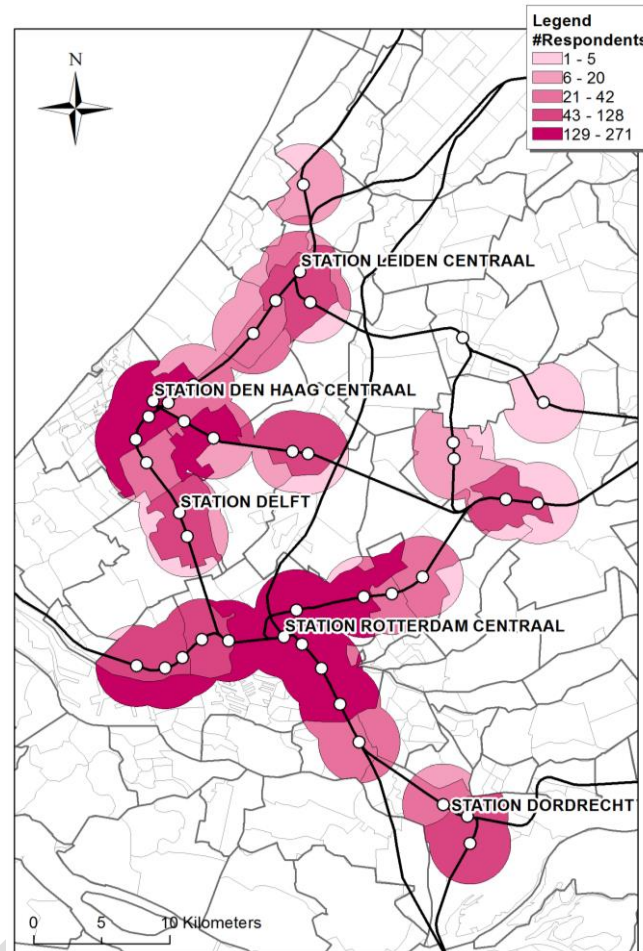 Legend
#Respondents
1 - 5
6 - 20
21 - 42
43 - 128
129 - 271
N
STATION LEIDEN CENTRAAL
STATION DEN HAAG CENTRAAL
STATION DELFT
STATION ROTTERDAM CENTRAAL
STATION DORDRECHT
0 5 10 Kilometers